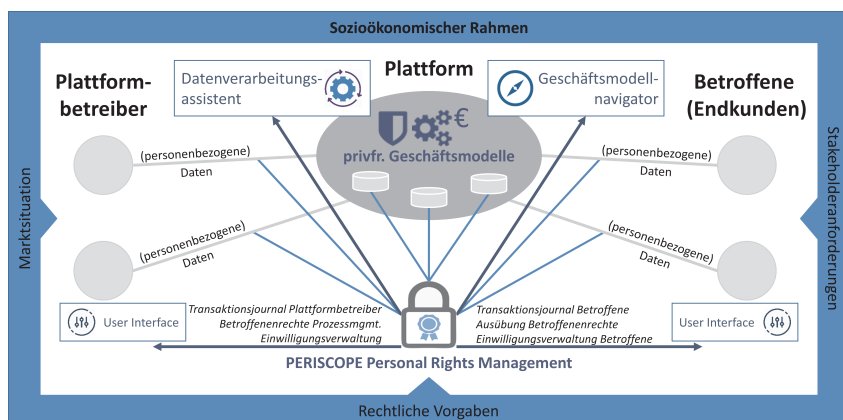 Sozioökonomischer Rahmen
Plattform-
betreiber
Datenverarbeitungs-
assistent
Plattform
Geschäftsmodell-
navigator
Betroffene
(Endkunden)
€
privfr. Geschäftsmodelle
(personenbezogene)
Daten
(personenbezogene)
Daten
(personenbezogene)
Daten
(personenbezogene)
Daten
Marktsituation
Stakeholderanforderungen
User Interface
Transaktionsjournal Plattformbetreiber
Betroffenenrechte Prozessmgmt.
Einwilligungsverwaltung
Transaktionsjournal Betroffene
Ausübung Betroffenenrechte
Einwilligungsverwaltung Betroffene
User Interface
PERISCOPE Personal Rights Management
Rechtliche Vorgaben